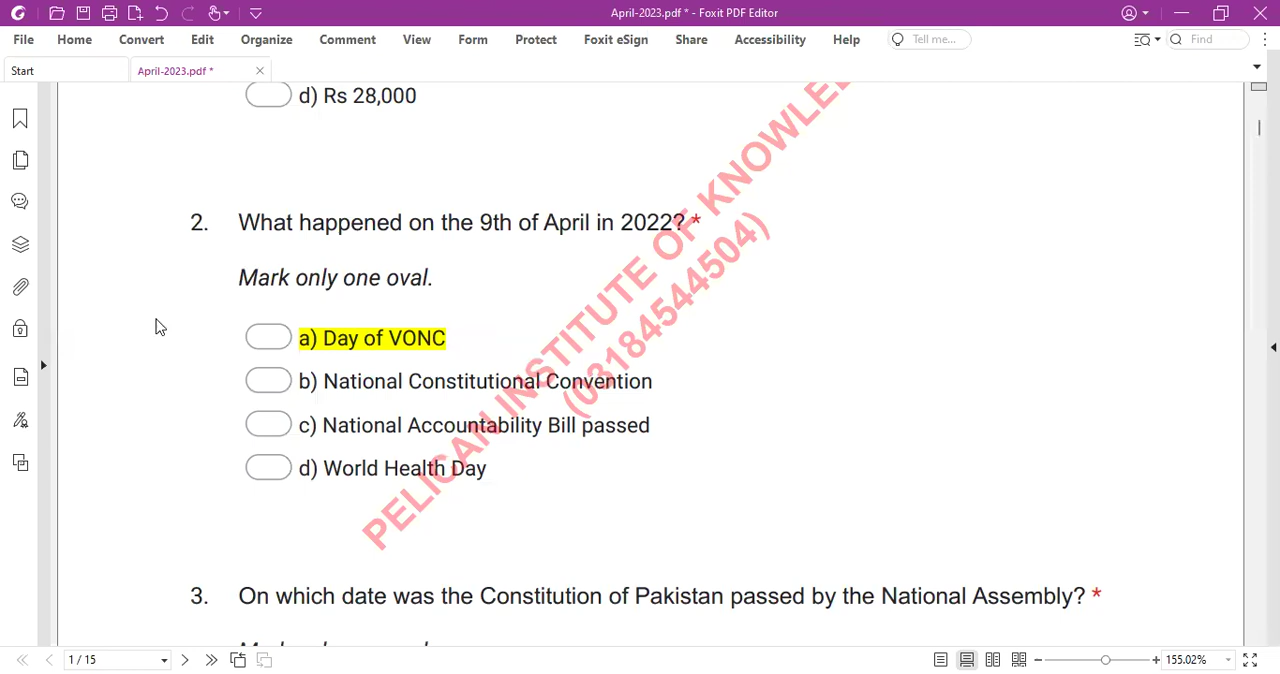 April-2023.pdf * - Foxit PDF Editor
File Home Convert Edit Organize Comment View Form Protect Foxit eSign Share Accessibility Help Tell me... Find
Start April-2023.pdf *
d) Rs 28,000
2. What happened on the 9th of April in 2022? *
Mark only one oval.
a) Day of VONC
b) National Constitutional Convention
c) National Accountability Bill passed
d) World Health Day
PELICAN INSTITUTE OF KNOWLE
(03184544504)
3. On which date was the Constitution of Pakistan passed by the National Assembly? *
1 / 15 155.02%